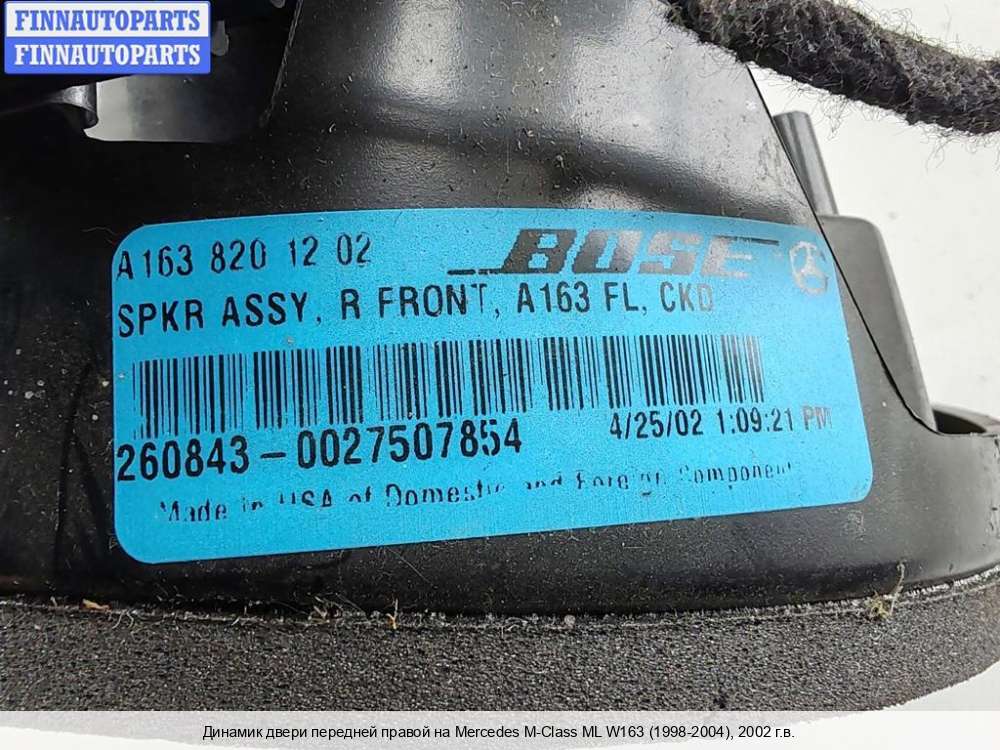 FINNAUTOPARTS
FINNAUTOPARTS
A 163 820 12 02
BOSE
SPKR ASSY, R FRONT, A163 FL, CKD
260843-0027507854
4/25/02 1:09:21 PM
Made in USA of Domestic and Foreign Component
Динамик двери передней правой на Mercedes M-Class ML W163 (1998-2004), 2002 г.в.